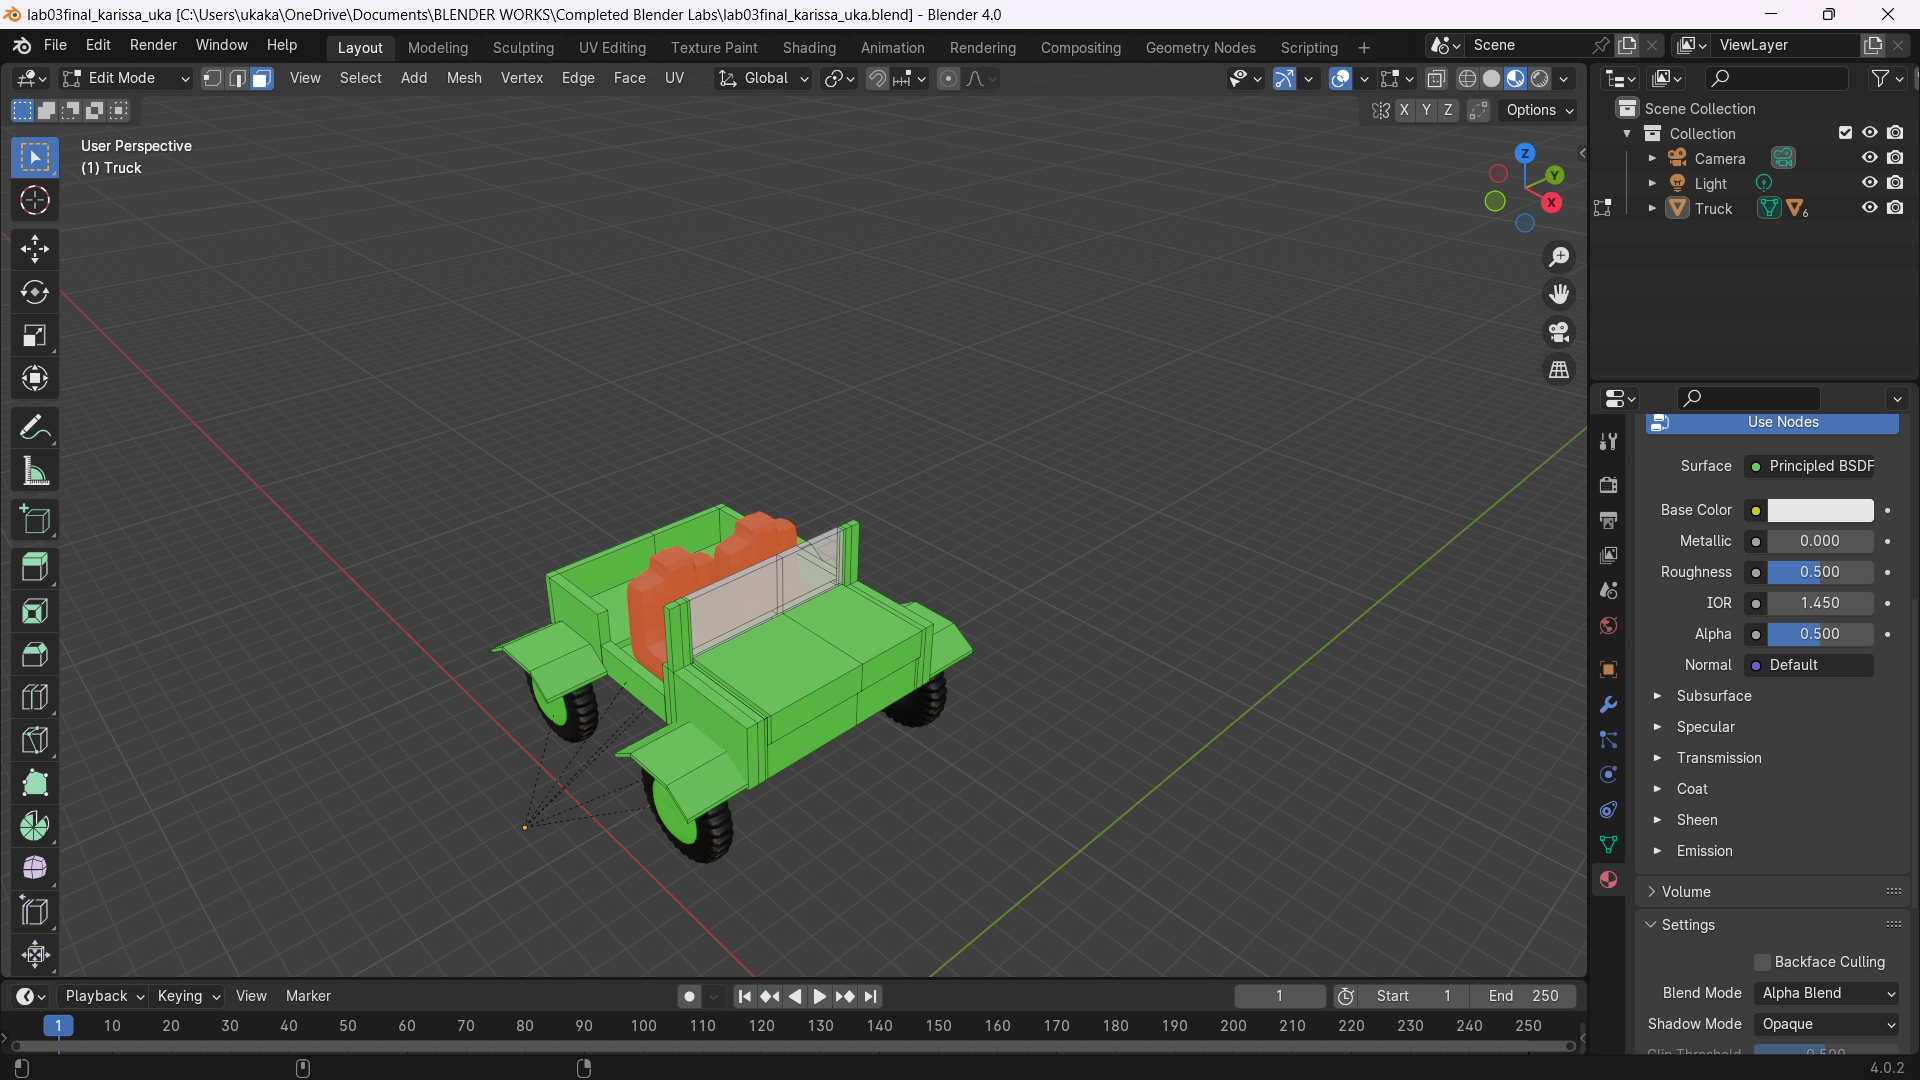 lab03final_karissa_uka [C:\Users\ukaka\OneDrive\Documents\BLENDER WORKS\Completed Blender Labs\lab03final_karissa_uka.blend] - Blender 4.0
File Edit Render Window Help Layout Modeling Sculpting UV Editing Texture Paint Shading Animation Rendering Compositing Geometry Nodes Scripting + Scene ViewLayer
Edit Mode View Select Add Mesh Vertex Edge Face UV Global
X Y Z Options
User Perspective
(1) Truck
Z
Y
X
Scene Collection
Collection
Camera
Light
Truck 6
Use Nodes
Surface Principled BSDF
Base Color
Metallic 0.000
Roughness 0.500
IOR 1.450
Alpha 0.500
Normal Default
Subsurface
Specular
Transmission
Coat
Sheen
Emission
Volume
Settings
Backface Culling
Blend Mode Alpha Blend
Shadow Mode Opaque
Clip Threshold 0.500
Playback Keying View Marker 1 Start 1 End 250
1 10 20 30 40 50 60 70 80 90 100 110 120 130 140 150 160 170 180 190 200 210 220 230 240 250
4.0.2